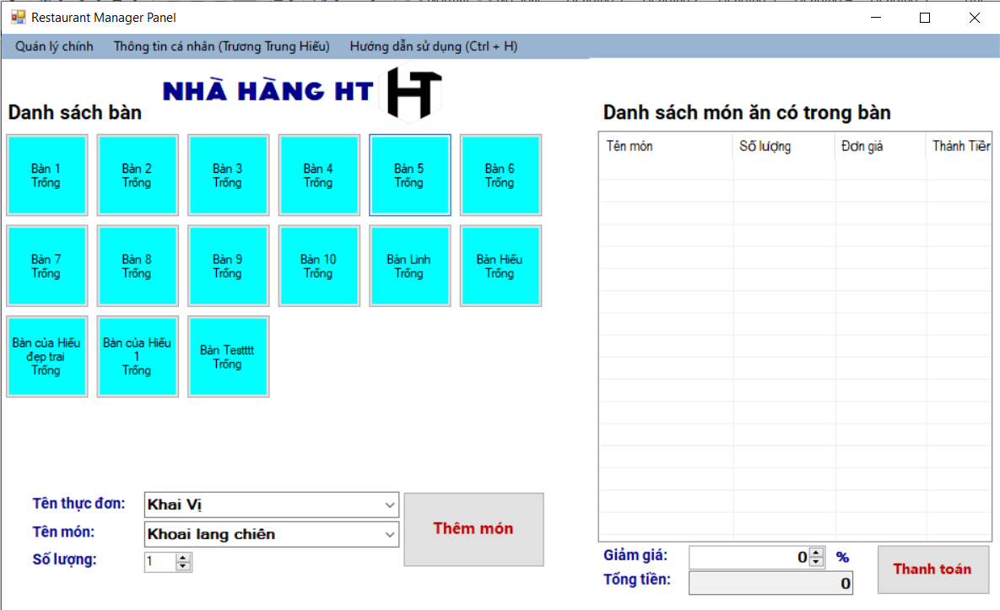 Restaurant Manager Panel
Quán lý chính Thông tin cá nhân (Trương Trung Hiếu) Hướng dẫn sử dụng (Ctrl + H)
NHÀ HÀNG HT HT
Danh sách bàn
Bàn 1
Trống
Bàn 2
Trống
Bàn 3
Trống
Bàn 4
Trống
Bàn 5
Trống
Bàn 6
Trống
Bàn 7
Trống
Bàn 8
Trống
Bàn 9
Trống
Bàn 10
Trống
Bàn Linh
Trống
Bàn Hiếu
Trống
Bàn của Hiếu
đẹp trai
Trống
Bàn của Hiếu
1
Trống
Bàn Testttt
Trống
Tên thực đơn: Khai Vị
Tên món: Khoai lang chiên
Số lượng: 1
Thêm món
Danh sách món ăn có trong bàn
Tên món Số lượng Đơn giá Thành Tiền
Giảm giá: 0 %
Tổng tiền: 0
Thanh toán